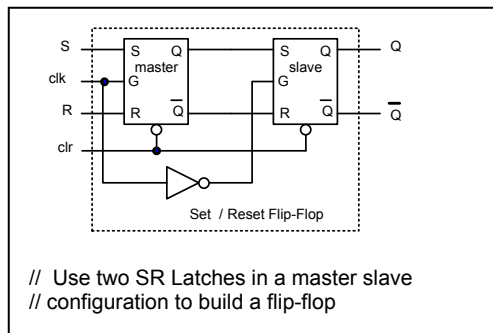 S S Q S Q Q
master slave
clk G G
R R Q̅ R Q̅ Q̅
clr
Set / Reset Flip-Flop
// Use two SR Latches in a master slave
// configuration to build a flip-flop